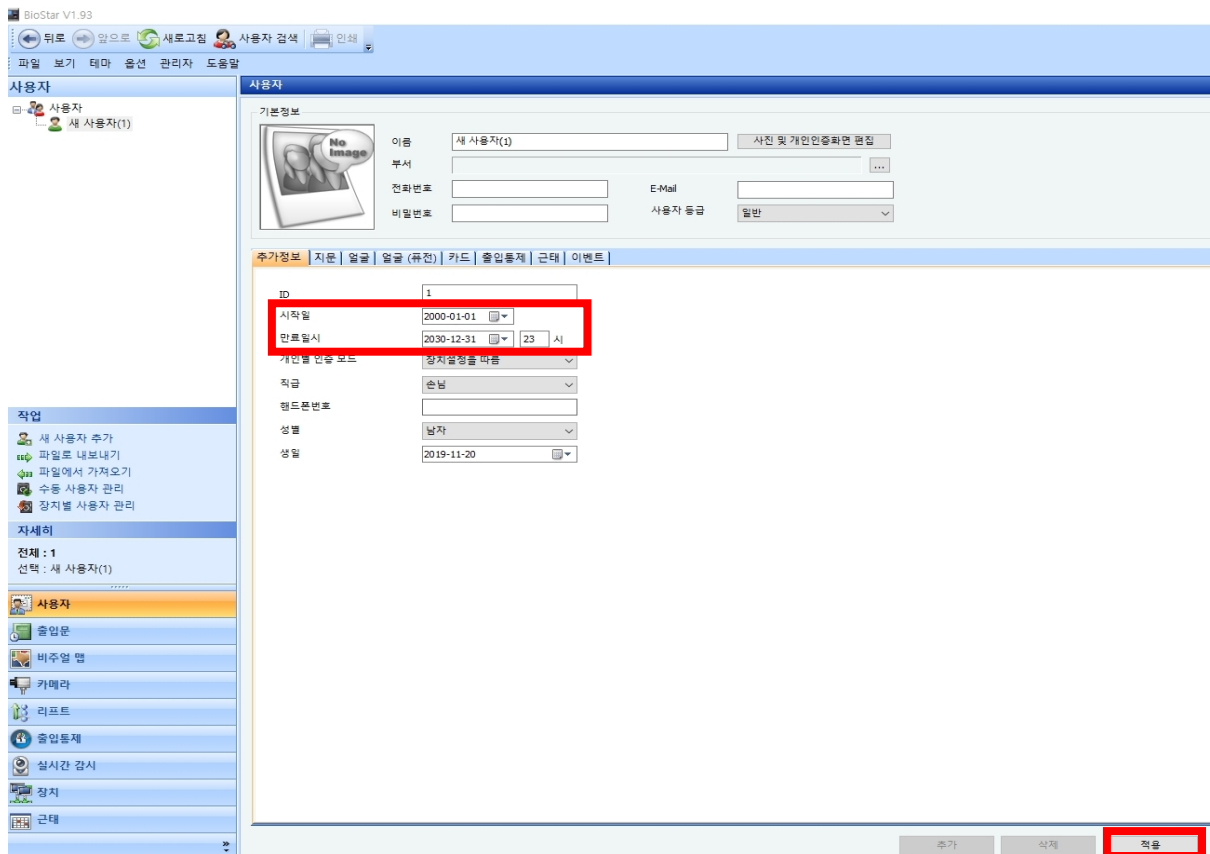 BioStar V1.93
뒤로 앞으로 새로고침 사용자 검색 인쇄
파일 보기 테마 옵션 관리자 도움말
사용자
사용자
새 사용자(1)
작업
새 사용자 추가
파일로 내보내기
파일에서 가져오기
수동 사용자 관리
장치별 사용자 관리
자세히
전체 : 1
선택 : 새 사용자(1)
사용자
출입문
비주얼 맵
카메라
리프트
출입통제
실시간 감시
장치
근태
사용자
기본정보
No Image
이름 새 사용자(1) 사진 및 개인인증화면 편집
부서 ...
전화번호 E-Mail
비밀번호 사용자 등급 일반
추가정보 지문 얼굴 얼굴 (퓨전) 카드 출입통제 근태 이벤트
ID 1
시작일 2000-01-01
만료일시 2030-12-31 23 시
개인별 인증 모드 장치설정을 따름
직급 손님
핸드폰번호
성별 남자
생일 2019-11-20
추가 삭제 적용